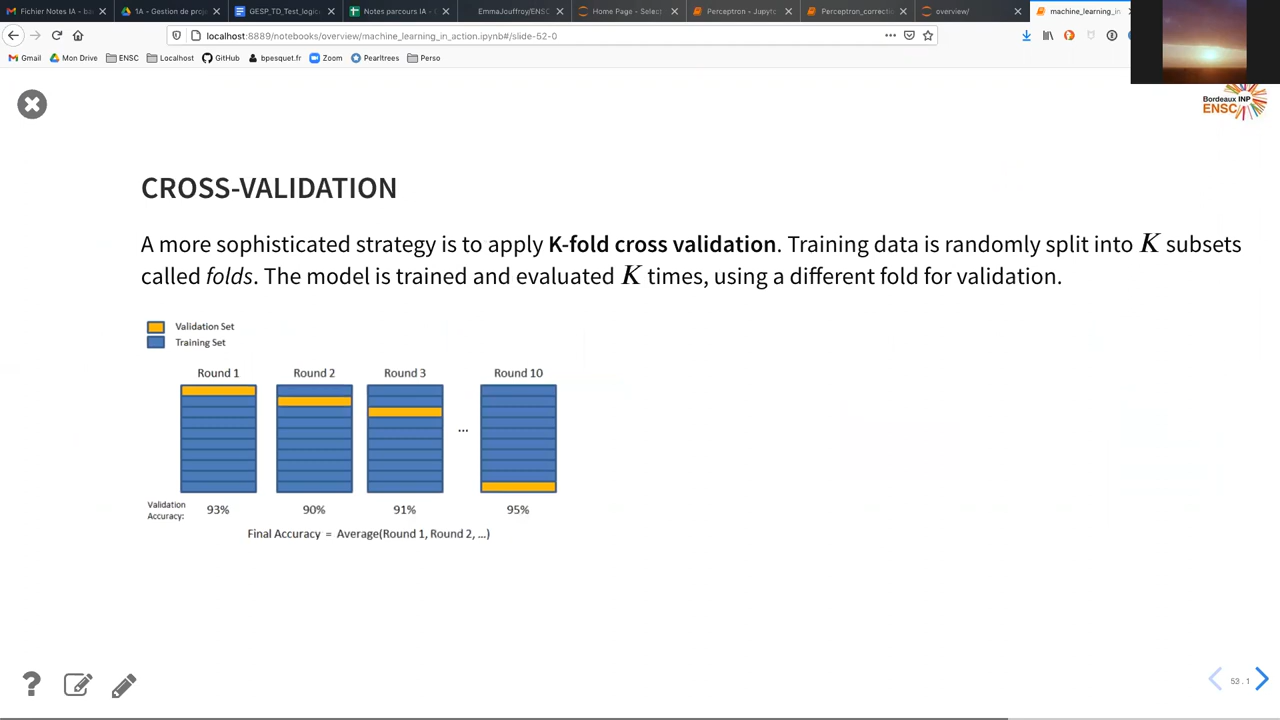 Fichier Notes IA - ba
1A - Gestion de proj
GESP_TD_Test_logic
Notes parcours IA - 
EmmaJouffroy/ENSC
Home Page - Select
Perceptron - Jupyt
Perceptron_correcti
overview/
machine_learning_in
localhost:8889/notebooks/overview/machine_learning_in_action.ipynb#/slide-52-0
Gmail
Mon Drive
ENSC
Localhost
GitHub
bpesquet.fr
Zoom
Pearltrees
Perso
Bordeaux INP
ENSC
CROSS-VALIDATION
A more sophisticated strategy is to apply K-fold cross validation. Training data is randomly split into K subsets
called folds. The model is trained and evaluated K times, using a different fold for validation.
Validation Set
Training Set
Round 1 Round 2 Round 3 Round 10
...
Validation
Accuracy: 93% 90% 91% 95%
Final Accuracy = Average(Round 1, Round 2, ...)
53.1